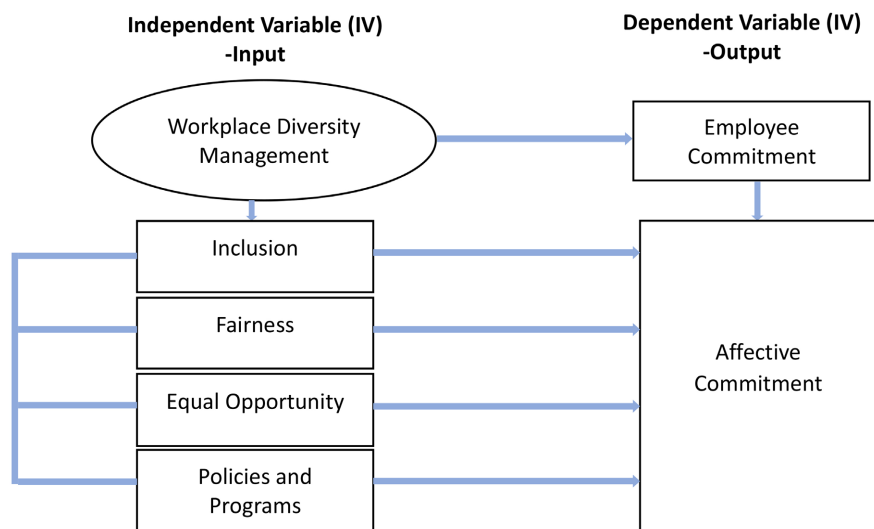 Independent Variable (IV)
-Input
Dependent Variable (IV)
-Output
Workplace Diversity
Management
Employee
Commitment
Inclusion
Fairness
Equal Opportunity
Policies and
Programs
Affective
Commitment